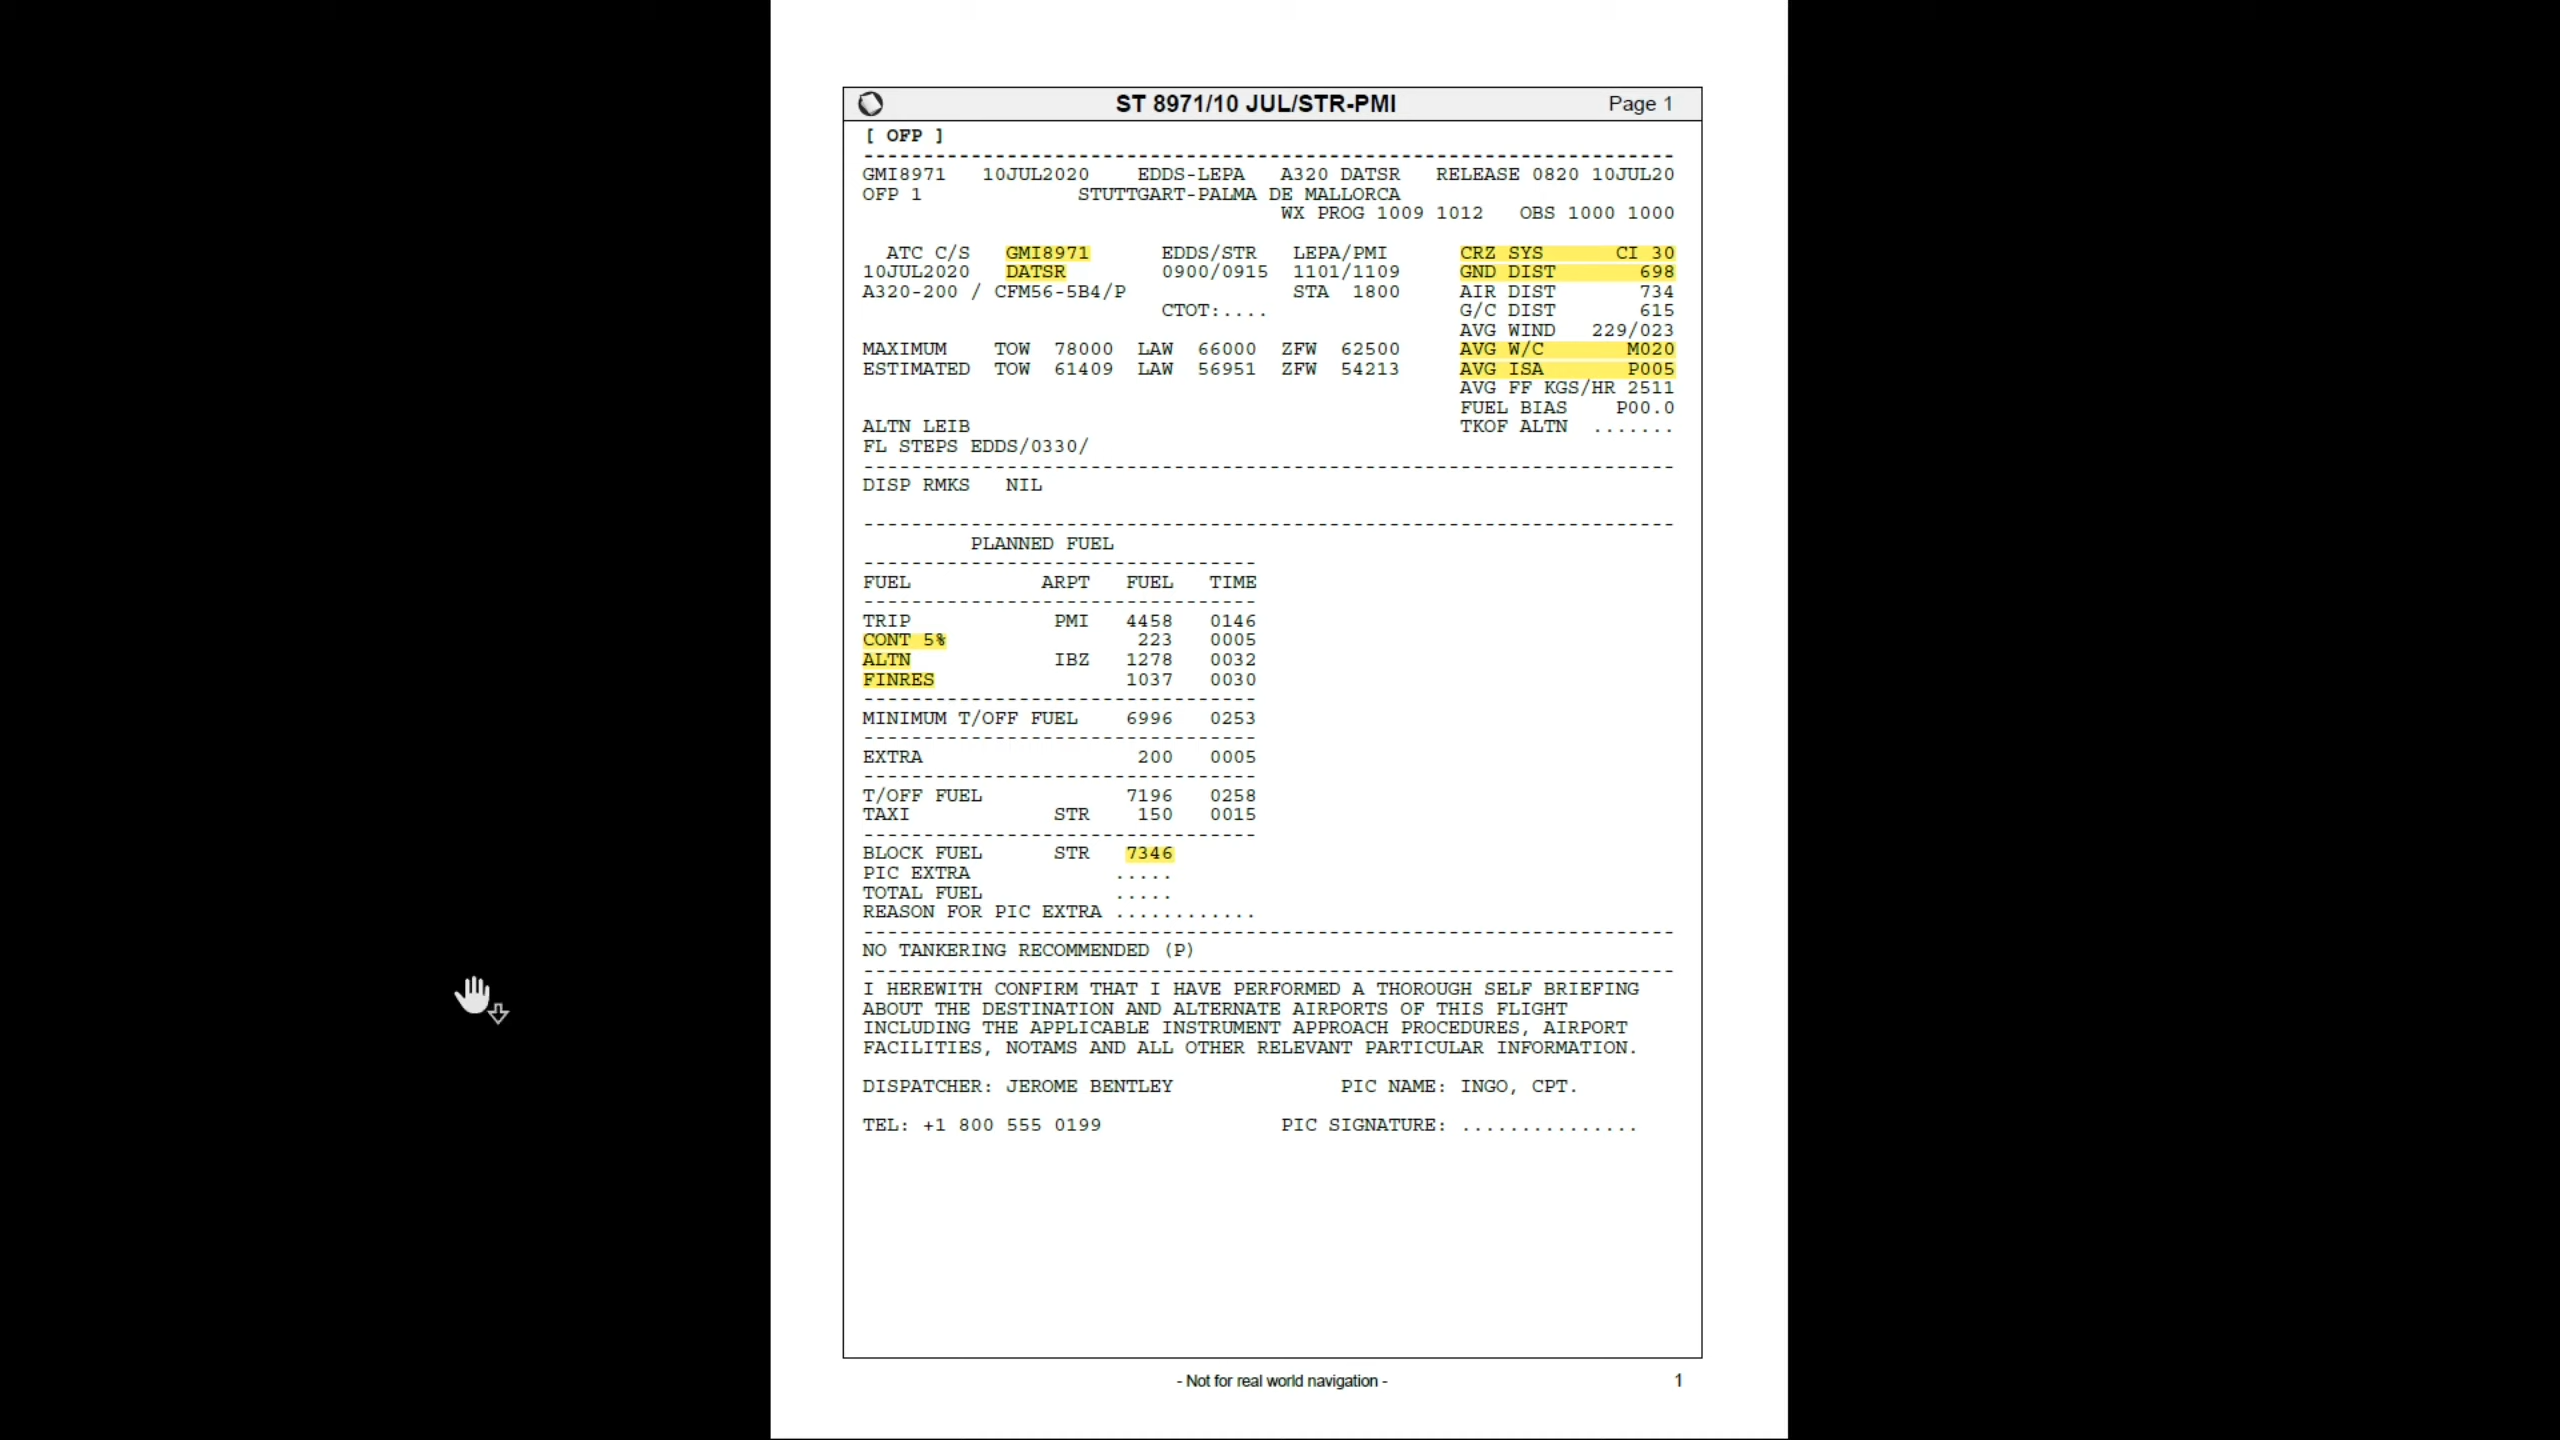 ST 8971/10 JUL/STR-PMI Page 1
[ OFP ]
--------------------------------------------------------------------
GMI8971 10JUL2020 EDDS-LEPA A320 DATSR RELEASE 0820 10JUL20
OFP 1 STUTTGART-PALMA DE MALLORCA
WX PROG 1009 1012 OBS 1000 1000
ATC C/S GMI8971 EDDS/STR LEPA/PMI CRZ SYS CI 30
10JUL2020 DATSR 0900/0915 1101/1109 GND DIST 698
A320-200 / CFM56-5B4/P STA 1800 AIR DIST 734
CTOT:.... G/C DIST 615
AVG WIND 229/023
MAXIMUM TOW 78000 LAW 66000 ZFW 62500 AVG W/C M020
ESTIMATED TOW 61409 LAW 56951 ZFW 54213 AVG ISA P005
AVG FF KGS/HR 2511
FUEL BIAS P00.0
ALTN LEIB TKOF ALTN .......
FL STEPS EDDS/0330/
--------------------------------------------------------------------
DISP RMKS NIL
--------------------------------------------------------------------
PLANNED FUEL
---------------------------------
FUEL ARPT FUEL TIME
---------------------------------
TRIP PMI 4458 0146
CONT 5% 223 0005
ALTN IBZ 1278 0032
FINRES 1037 0030
---------------------------------
MINIMUM T/OFF FUEL 6996 0253
---------------------------------
EXTRA 200 0005
---------------------------------
T/OFF FUEL 7196 0258
TAXI STR 150 0015
---------------------------------
BLOCK FUEL STR 7346
PIC EXTRA .....
TOTAL FUEL .....
REASON FOR PIC EXTRA ............
--------------------------------------------------------------------
NO TANKERING RECOMMENDED (P)
--------------------------------------------------------------------
I HEREWITH CONFIRM THAT I HAVE PERFORMED A THOROUGH SELF BRIEFING
ABOUT THE DESTINATION AND ALTERNATE AIRPORTS OF THIS FLIGHT
INCLUDING THE APPLICABLE INSTRUMENT APPROACH PROCEDURES, AIRPORT
FACILITIES, NOTAMS AND ALL OTHER RELEVANT PARTICULAR INFORMATION.
DISPATCHER: JEROME BENTLEY PIC NAME: INGO, CPT.
TEL: +1 800 555 0199 PIC SIGNATURE: ...............
- Not for real world navigation - 1